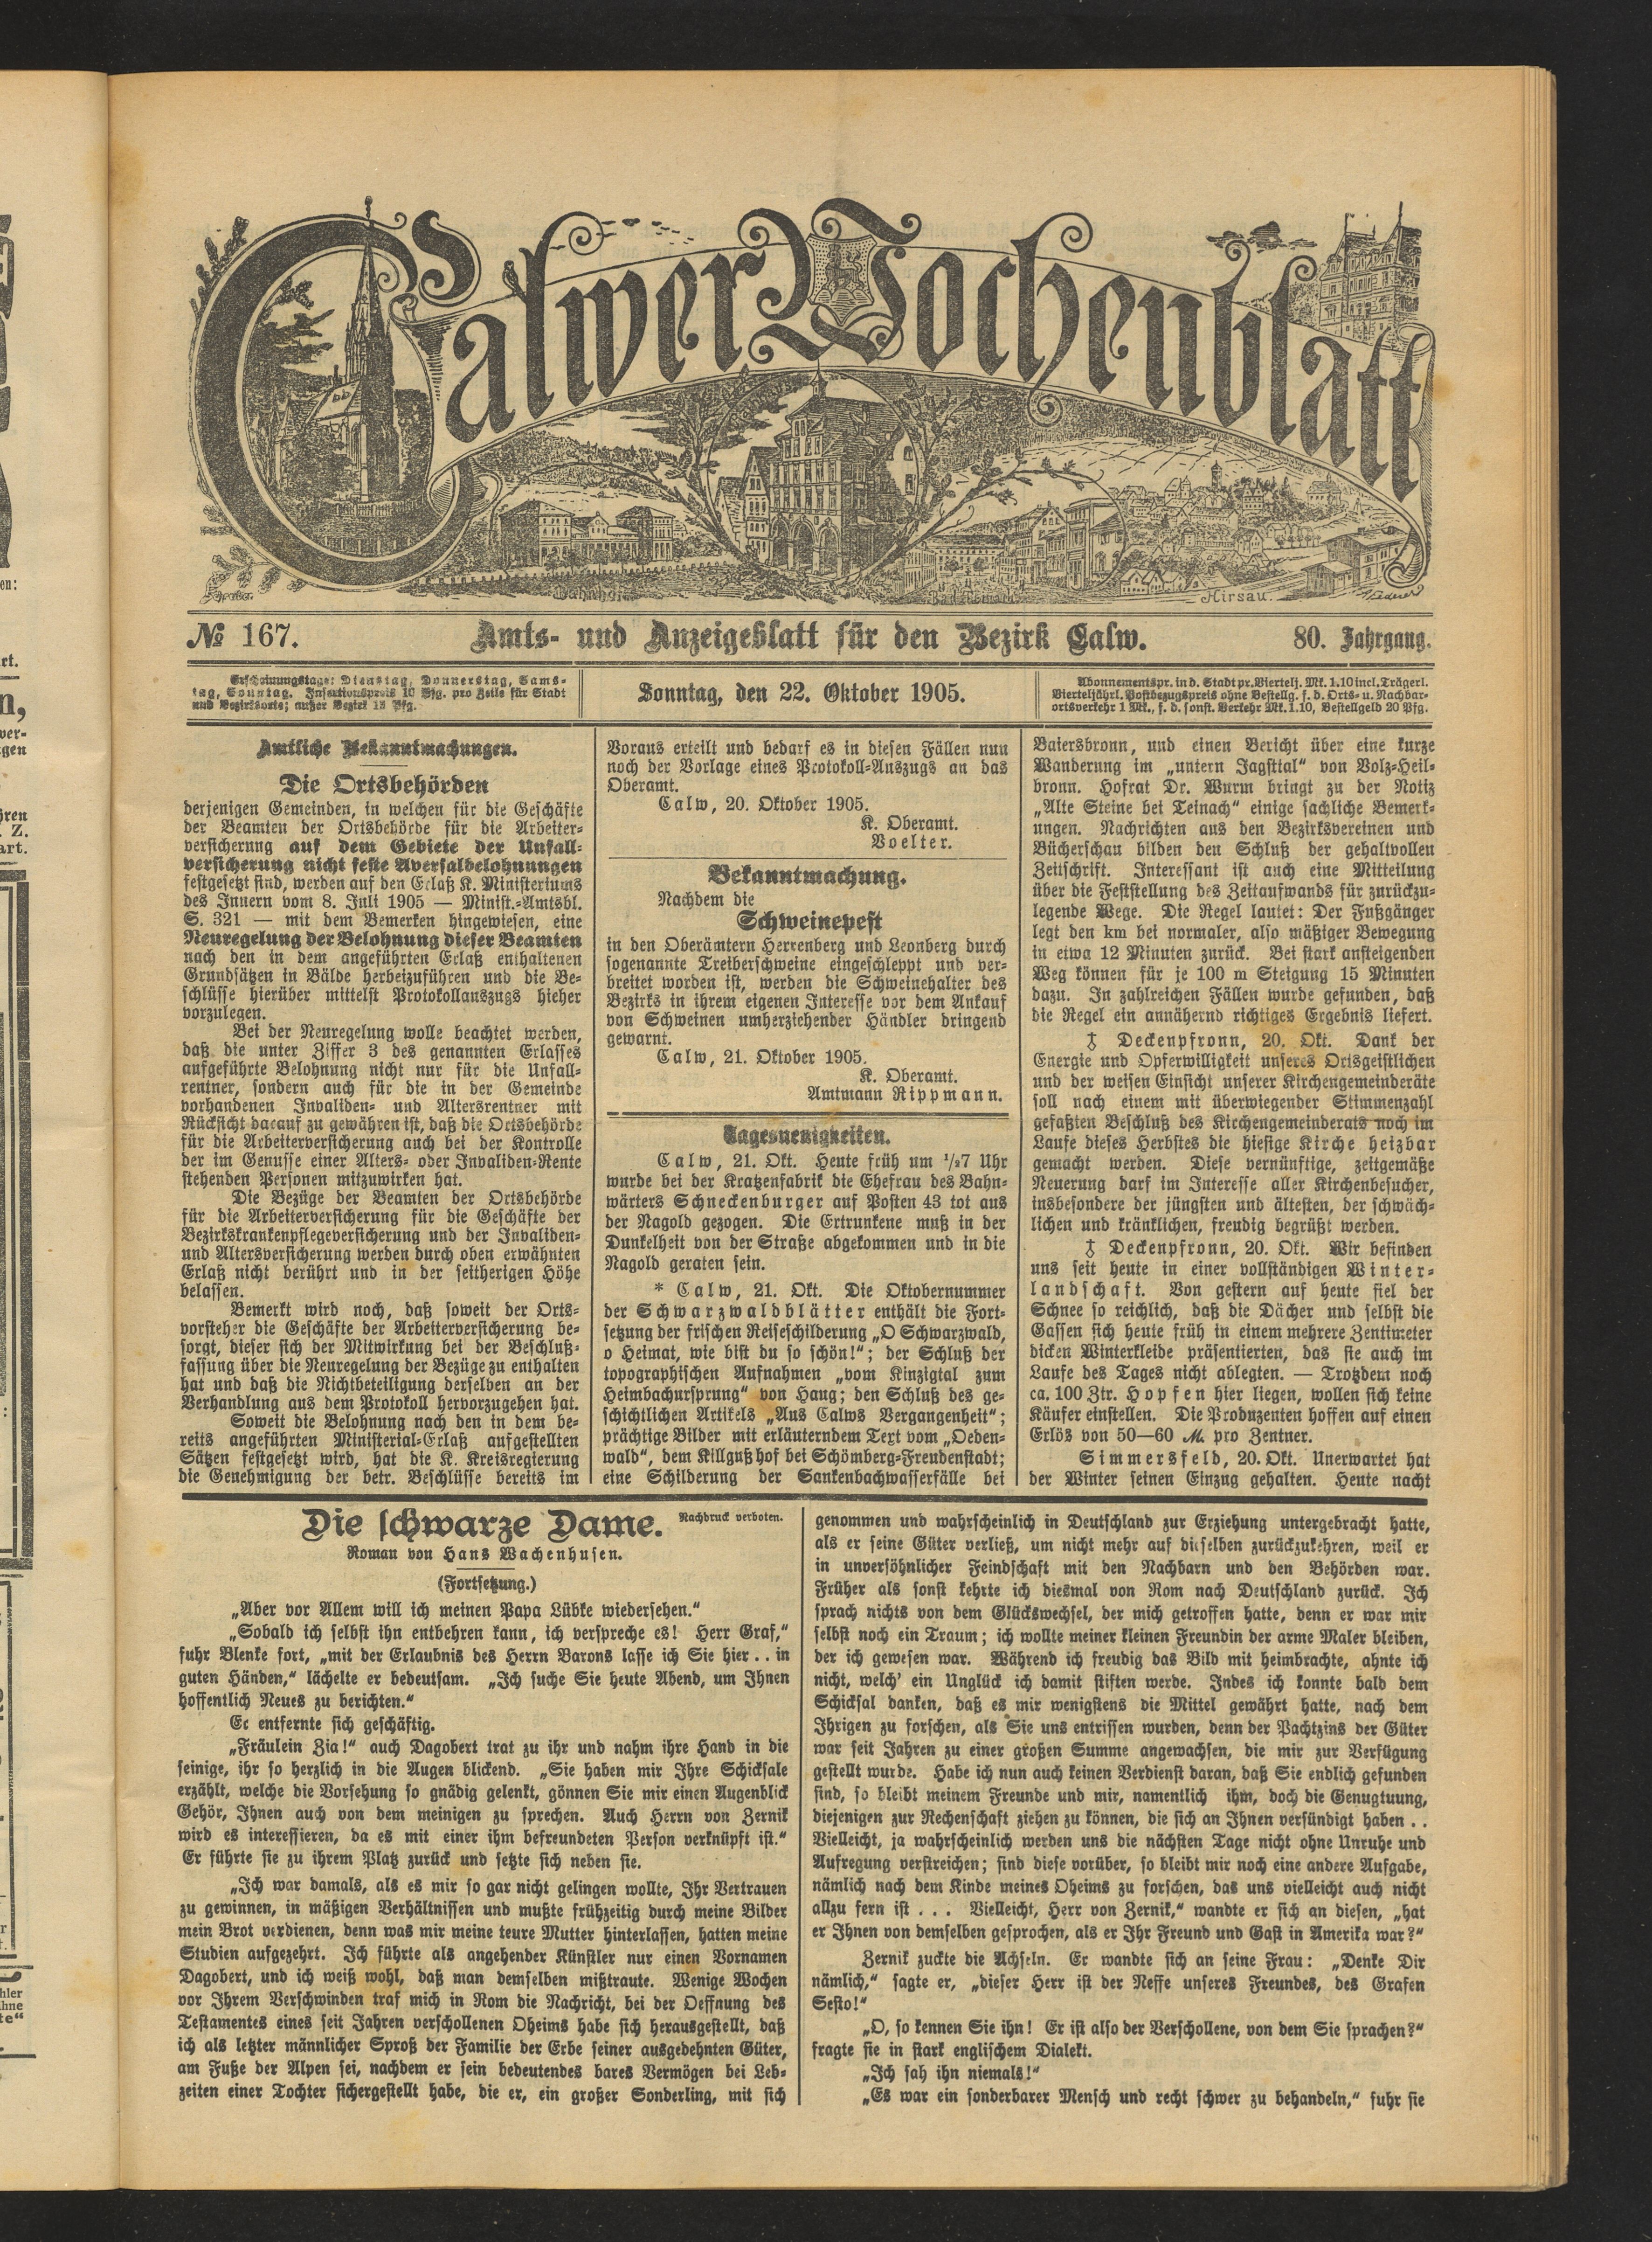 Calwer Wochenblatt
Bahnhof
Hirsau.
№ 167.
Amts- und Anzeigeblatt für den Bezirk Calw.
80. Jahrgang.
Erscheinungstage: Dienstag, Donnerstag, Sams-
tag, Sonntag. Insertionspreis 10 Pfg. pro Zeile für Stadt
und Bezirksorte; außer Bezirk 12 Pfg.
Sonntag, den 22. Oktober 1905.
Abonnementspr. in d. Stadt pr. Viertelj. Mk. 1.10 incl. Trägerl.
Vierteljährl. Postbezugspreis ohne Bestellg. f. d. Orts- u. Nachbar-
ortsverkehr 1 Mk., f. d. sonst. Verkehr Mk. 1.10, Bestellgeld 20 Pfg.
Amtliche Bekanntmachungen.
Die Ortsbehörden
derjenigen Gemeinden, in welchen für die Geschäfte
der Beamten der Ortsbehörde für die Arbeiter-
versicherung auf dem Gebiete der Unfall-
versicherung nicht feste Aversalbelohnungen
festgesetzt sind, werden auf den Erlaß K. Ministeriums
des Innern vom 8. Juli 1905 — Minist.-Amtsbl.
S. 321 — mit dem Bemerken hingewiesen, eine
Neuregelung der Belohnung dieser Beamten
nach den in dem angeführten Erlaß enthaltenen
Grundsätzen in Bälde herbeizuführen und die Be-
schlüsse hierüber mittelst Protokollauszugs hieher
vorzulegen.
Bei der Neuregelung wolle beachtet werden,
daß die unter Ziffer 3 des genannten Erlasses
aufgeführte Belohnung nicht nur für die Unfall-
rentner, sondern auch für die in der Gemeinde
vorhandenen Invaliden- und Altersrentner mit
Rücksicht darauf zu gewähren ist, daß die Ortsbehörde
für die Arbeiterversicherung auch bei der Kontrolle
der im Genusse einer Alters- oder Invaliden-Rente
stehenden Personen mitzuwirken hat.
Die Bezüge der Beamten der Ortsbehörde
für die Arbeiterversicherung für die Geschäfte der
Bezirkskrankenpflegeversicherung und der Invaliden-
und Altersversicherung werden durch oben erwähnten
Erlaß nicht berührt und in der seitherigen Höhe
belassen.
Bemerkt wird noch, daß soweit der Orts-
vorsteher die Geschäfte der Arbeiterversicherung be-
sorgt, dieser sich der Mitwirkung bei der Beschluß-
fassung über die Neuregelung der Bezüge zu enthalten
hat und daß die Nichtbeteiligung derselben an der
Verhandlung aus dem Protokoll hervorzugehen hat.
Soweit die Belohnung nach den in dem be-
reits angeführten Ministerial-Erlaß aufgestellten
Sätzen festgesetzt wird, hat die K. Kreisregierung
die Genehmigung der betr. Beschlüsse bereits im
Voraus erteilt und bedarf es in diesen Fällen nun
noch der Vorlage eines Protokoll-Auszugs an das
Oberamt.
Calw, 20. Oktober 1905.
K. Oberamt.
Voelter.
Bekanntmachung.
Nachdem die
Schweinepest
in den Oberämtern Herrenberg und Leonberg durch
sogenannte Treiberschweine eingeschleppt und ver-
breitet worden ist, werden die Schweinehalter des
Bezirks in ihrem eigenen Interesse vor dem Ankauf
von Schweinen umherziehender Händler dringend
gewarnt.
Calw, 21. Oktober 1905.
K. Oberamt.
Amtmann Rippmann.
Tagesneuigkeiten.
Calw, 21. Okt. Heute früh um 1/27 Uhr
wurde bei der Kratzenfabrik die Ehefrau des Bahn-
wärters Schneckenburger auf Posten 43 tot aus
der Nagold gezogen. Die Ertrunkene muß in der
Dunkelheit von der Straße abgekommen und in die
Nagold geraten sein.
* Calw, 21. Okt. Die Oktobernummer
der Schwarzwaldblätter enthält die Fort-
setzung der frischen Reiseschilderung „O Schwarzwald,
o Heimat, wie bist du so schön!“; der Schluß der
topographischen Aufnahmen „vom Kinzigtal zum
Heimbachursprung“ von Haug; den Schluß des ge-
schichtlichen Artikels „Aus Calws Vergangenheit“;
prächtige Bilder mit erläuterndem Text vom „Oeden-
wald“, dem Killgußhof bei Schömberg-Freudenstadt;
eine Schilderung der Sankenbachwasserfälle bei
Baiersbronn, und einen Bericht über eine kurze
Wanderung im „untern Jagsttal“ von Volz-Heil-
bronn. Hofrat Dr. Wurm bringt zu der Notiz
„Alte Steine bei Teinach“ einige sachliche Bemerk-
ungen. Nachrichten aus den Bezirksvereinen und
Bücherschau bilden den Schluß der gehaltvollen
Zeitschrift. Interessant ist auch eine Mitteilung
über die Feststellung des Zeitaufwands für zurückzu-
legende Wege. Die Regel lautet: Der Fußgänger
legt den km bei normaler, also mäßiger Bewegung
in etwa 12 Minuten zurück. Bei stark ansteigenden
Weg können für je 100 m Steigung 15 Minuten
dazu. In zahlreichen Fällen wurde gefunden, daß
die Regel ein annähernd richtiges Ergebnis liefert.
‡ Deckenpfronn, 20. Okt. Dank der
Energie und Opferwilligkeit unseres Ortsgeistlichen
und der weisen Einsicht unserer Kirchengemeinderäte
soll nach einem mit überwiegender Stimmenzahl
gefaßten Beschluß des Kirchengemeinderats noch im
Laufe dieses Herbstes die hiesige Kirche heizbar
gemacht werden. Diese vernünftige, zeitgemäße
Neuerung darf im Interesse aller Kirchenbesucher,
insbesondere der jüngsten und ältesten, der schwäch-
lichen und kränklichen, freudig begrüßt werden.
‡ Deckenpfronn, 20. Okt. Wir befinden
uns seit heute in einer vollständigen Winter-
landschaft. Von gestern auf heute fiel der
Schnee so reichlich, daß die Dächer und selbst die
Gassen sich heute früh in einem mehrere Zentimeter
dicken Winterkleide präsentierten, das sie auch im
Laufe des Tages nicht ablegten. — Trotzdem noch
ca. 100 Ztr. Hopfen hier liegen, wollen sich keine
Käufer einstellen. Die Produzenten hoffen auf einen
Erlös von 50—60 M. pro Zentner.
Simmersfeld, 20. Okt. Unerwartet hat
der Winter seinen Einzug gehalten. Heute nacht
Die schwarze Dame.
Nachdruck verboten.
Roman von Hans Wachenhusen.
(Fortsetzung.)
„Aber vor Allem will ich meinen Papa Lübke wiedersehen.“
„Sobald ich selbst ihn entbehren kann, ich verspreche es! Herr Graf,“
fuhr Blenke fort, „mit der Erlaubnis des Herrn Barons lasse ich Sie hier .. in
guten Händen,“ lächelte er bedeutsam. „Ich suche Sie heute Abend, um Ihnen
hoffentlich Neues zu berichten.“
Er entfernte sich geschäftig.
„Fräulein Zia!“ auch Dagobert trat zu ihr und nahm ihre Hand in die
seinige, ihr so herzlich in die Augen blickend. „Sie haben mir Ihre Schicksale
erzählt, welche die Vorsehung so gnädig gelenkt, gönnen Sie mir einen Augenblick
Gehör, Ihnen auch von dem meinigen zu sprechen. Auch Herrn von Zernik
wird es interessieren, da es mit einer ihm befreundeten Person verknüpft ist.“
Er führte sie zu ihrem Platz zurück und setzte sich neben sie.
„Ich war damals, als es mir so gar nicht gelingen wollte, Ihr Vertrauen
zu gewinnen, in mäßigen Verhältnissen und mußte frühzeitig durch meine Bilder
mein Brot verdienen, denn was mir meine teure Mutter hinterlassen, hatten meine
Studien aufgezehrt. Ich führte als angehender Künstler nur einen Vornamen
Dagobert, und ich weiß wohl, daß man demselben mißtraute. Wenige Wochen
vor Ihrem Verschwinden traf mich in Rom die Nachricht, bei der Oeffnung des
Testamentes eines seit Jahren verschollenen Oheims habe sich herausgestellt, daß
ich als letzter männlicher Sproß der Familie der Erbe seiner ausgedehnten Güter,
am Fuße der Alpen sei, nachdem er sein bedeutendes bares Vermögen bei Leb-
zeiten einer Tochter sichergestellt habe, die er, ein großer Sonderling, mit sich
genommen und wahrscheinlich in Deutschland zur Erziehung untergebracht hatte,
als er seine Güter verließ, um nicht mehr auf dieselben zurückzukehren, weil er
in unversöhnlicher Feindschaft mit den Nachbarn und den Behörden war.
Früher als sonst kehrte ich diesmal von Rom nach Deutschland zurück. Ich
sprach nichts von dem Glückswechsel, der mich getroffen hatte, denn er war mir
selbst noch ein Traum; ich wollte meiner kleinen Freundin der arme Maler bleiben,
der ich gewesen war. Während ich freudig das Bild mit heimbrachte, ahnte ich
nicht, welch’ ein Unglück ich damit stiften werde. Indes ich konnte bald dem
Schicksal danken, daß es mir wenigstens die Mittel gewährt hatte, nach dem
Ihrigen zu forschen, als Sie uns entrissen wurden, denn der Pachtzins der Güter
war seit Jahren zu einer großen Summe angewachsen, die mir zur Verfügung
gestellt wurde. Habe ich nun auch keinen Verdienst daran, daß Sie endlich gefunden
sind, so bleibt meinem Freunde und mir, namentlich ihm, doch die Genugtuung,
diejenigen zur Rechenschaft ziehen zu können, die sich an Ihnen versündigt haben ..
Vielleicht, ja wahrscheinlich werden uns die nächsten Tage nicht ohne Unruhe und
Aufregung verstreichen; sind diese vorüber, so bleibt mir noch eine andere Aufgabe,
nämlich nach dem Kinde meines Oheims zu forschen, das uns vielleicht auch nicht
allzu fern ist . . . Vielleicht, Herr von Zernik,“ wandte er sich an diesen, „hat
er Ihnen von demselben gesprochen, als er Ihr Freund und Gast in Amerika war?“
Zernik zuckte die Achseln. Er wandte sich an seine Frau: „Denke Dir
nämlich,“ sagte er, „dieser Herr ist der Neffe unseres Freundes, des Grafen
Sesto!“
„O, so kennen Sie ihn! Er ist also der Verschollene, von dem Sie sprachen?“
fragte sie in stark englischem Dialekt.
„Ich sah ihn niemals!“
„Es war ein sonderbarer Mensch und recht schwer zu behandeln,“ fuhr sie